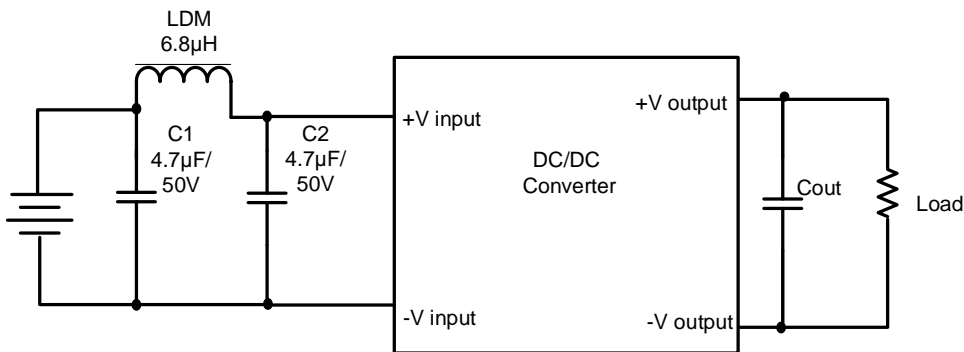 LDM
6.8µH
C1
4.7µF/
50V
C2
4.7µF/
50V
+V input
-V input
DC/DC
Converter
+V output
-V output
Cout
Load